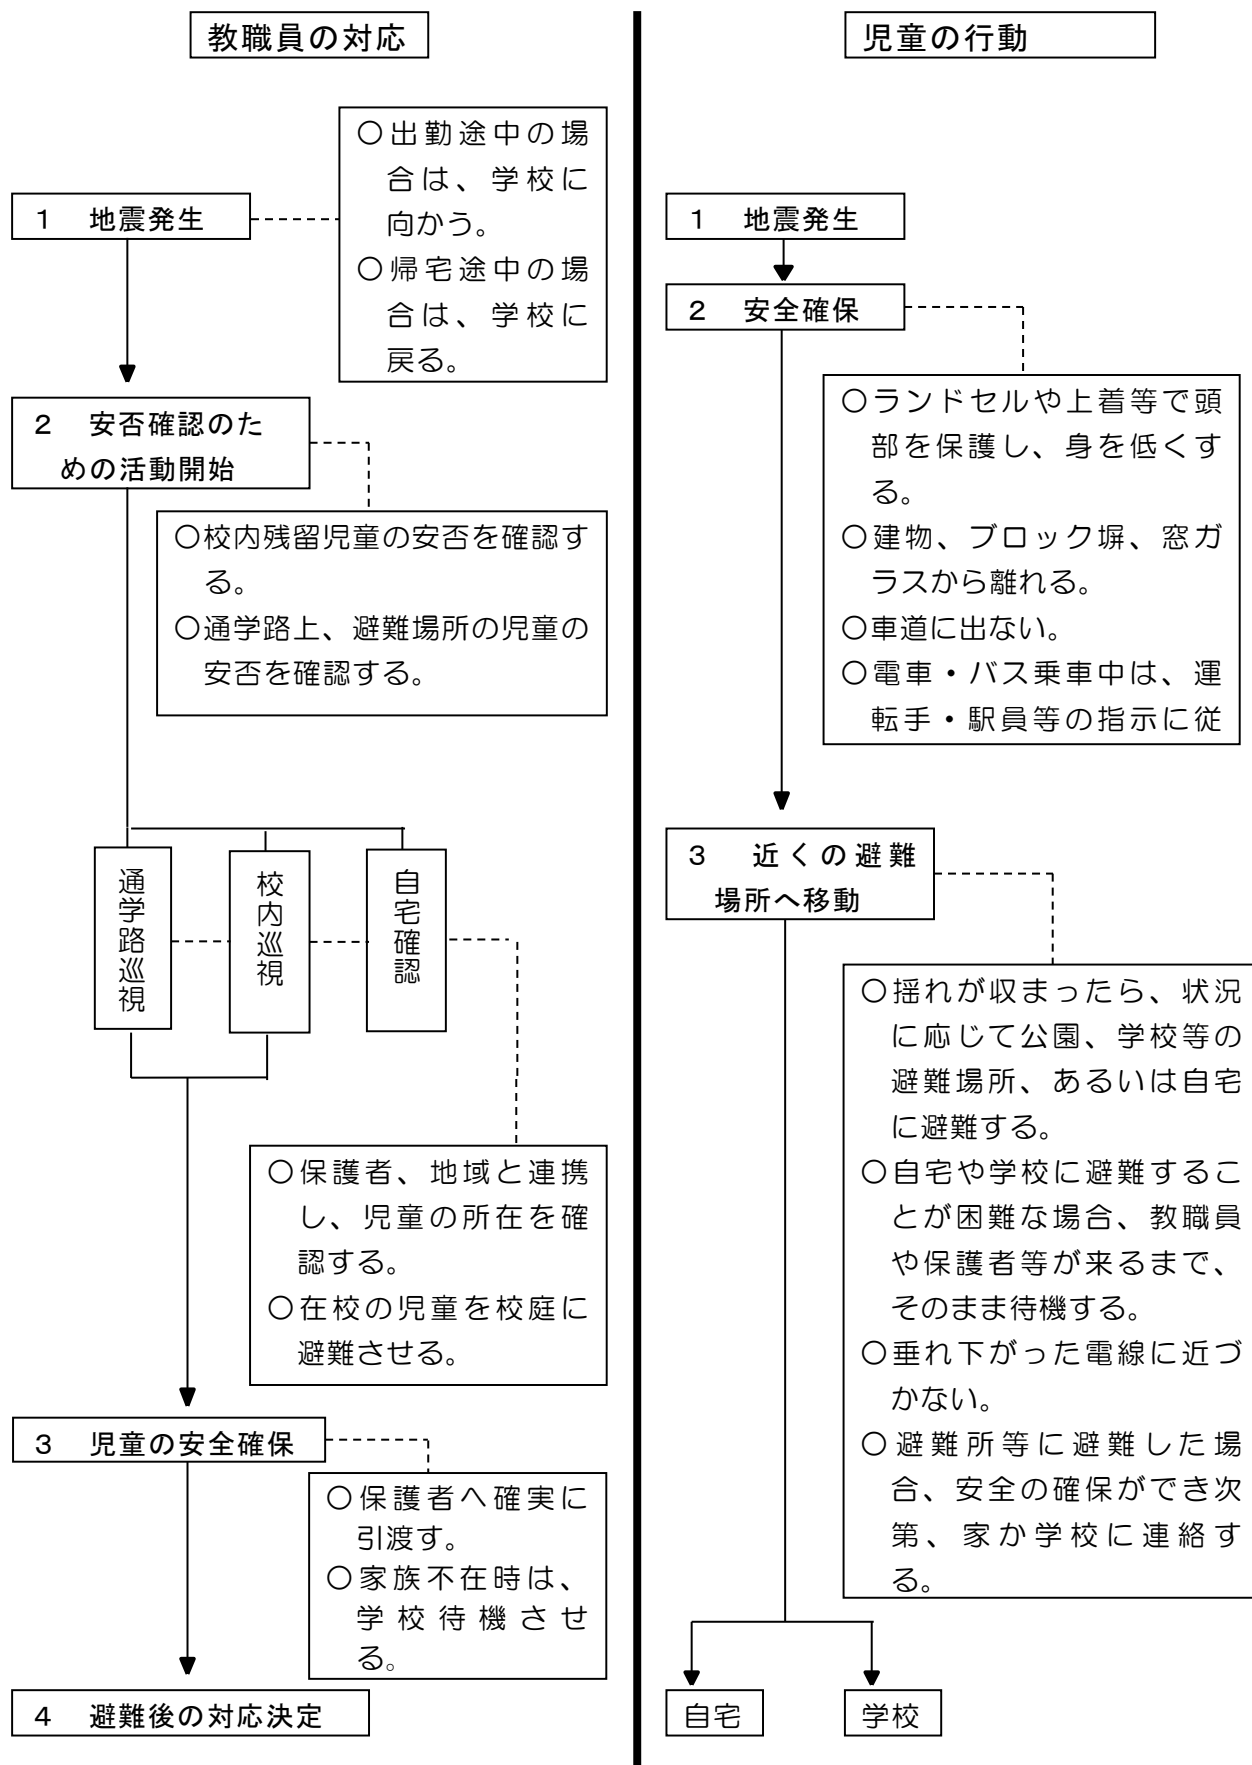 教職員の対応
1 地震発生
○出勤途中の場
合は、学校に
向かう。
○帰宅途中の場
合は、学校に
戻る。
2 安否確認のた
めの活動開始
○校内残留児童の安否を確認す
る。
○通学路上、避難場所の児童の
安否を確認する。
通学路巡視
校内巡視
自宅確認
○保護者、地域と連携
し、児童の所在を確
認する。
○在校の児童を校庭に
避難させる。
3 児童の安全確保
○保護者へ確実に
引渡す。
○家族不在時は、
学校待機させ
る。
4 避難後の対応決定
児童の行動
1 地震発生
2 安全確保
○ランドセルや上着等で頭
部を保護し、身を低くす
る。
○建物、ブロック塀、窓ガ
ラスから離れる。
○車道に出ない。
○電車・バス乗車中は、運
転手・駅員等の指示に従
3 近くの避難
場所へ移動
○揺れが収まったら、状況
に応じて公園、学校等の
避難場所、あるいは自宅
に避難する。
○自宅や学校に避難するこ
とが困難な場合、教職員
や保護者等が来るまで、
そのまま待機する。
○垂れ下がった電線に近づ
かない。
○避難所等に避難した場
合、安全の確保ができ次
第、家か学校に連絡す
る。
自宅
学校